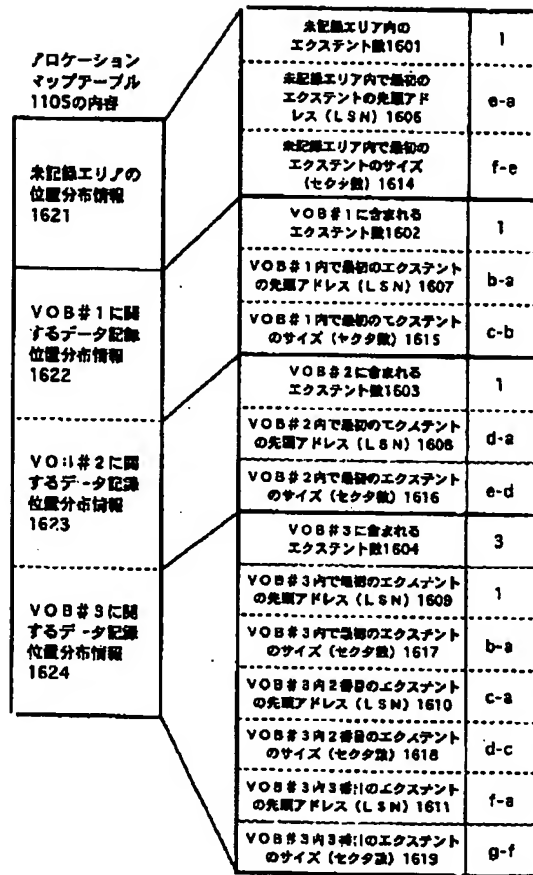 アロケーション
マップテーブル
1105の内容
未記録エリアの
位置分布情報
1621
VOB#1に関
するデータ記録
位置分布情報
1622
VOB#2に関
するデータ記録
位置分布情報
1623
VOB#3に関
するデータ記録
位置分布情報
1624
未記録エリア内の
エクステント数1601
1
未記録エリア内で最初の
エクステントの先頭アド
レス(LSN)1606
e-a
未記録エリア内で最初の
エクステントのサイズ
(セクタ数)1614
f-e
VOB#1に含まれる
エクステント数1602
1
VOB#1内で最初のエクステント
の先頭アドレス(LSN)1607
b-a
VOB#1内で最初のエクステント
のサイズ(セクタ数)1615
c-b
VOB#2に含まれる
エクステント数1603
1
VOB#2内で最初のエクステント
の先頭アドレス(LSN)1608
d-a
VOB#2内で最初のエクステント
のサイズ(セクタ数)1616
e-d
VOB#3に含まれる
エクステント数1604
3
VOB#3内で最初のエクステント
の先頭アドレス(LSN)1609
1
VOB#3内で最初のエクステント
のサイズ(セクタ数)1617
b-a
VOB#3内2番目のエクステント
の先頭アドレス(LSN)1610
c-a
VOB#3内2番目のエクステント
のサイズ(セクタ数)1618
d-c
VOB#3内3番目のエクステント
の先頭アドレス(LSN)1611
f-a
VOB#3内3番目のエクステント
のサイズ(セクタ数)1619
g-f